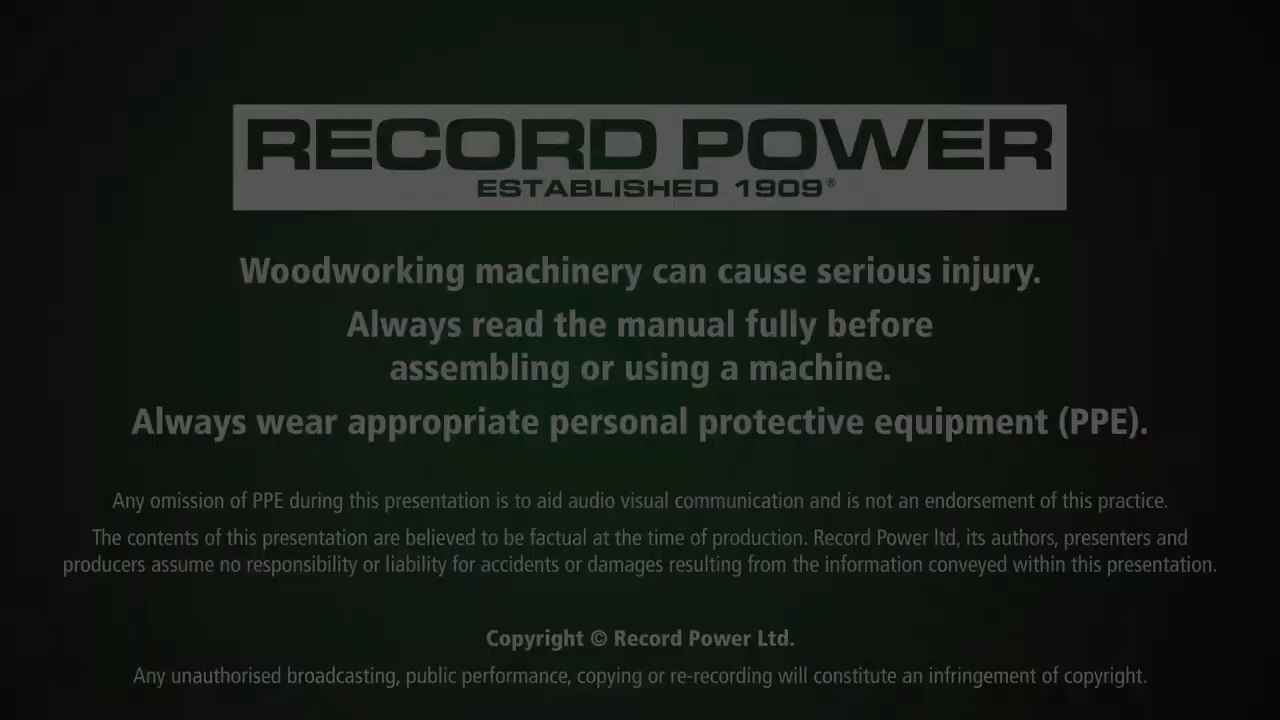 RECORD POWER
ESTABLISHED 1909®
Woodworking machinery can cause serious injury.
Always read the manual fully before
assembling or using a machine.
Always wear appropriate personal protective equipment (PPE).
Any omission of PPE during this presentation is to aid audio visual communication and is not an endorsement of this practice.
The contents of this presentation are believed to be factual at the time of production. Record Power ltd, its authors, presenters and
producers assume no responsibility or liability for accidents or damages resulting from the information conveyed within this presentation.
Copyright © Record Power Ltd.
Any unauthorised broadcasting, public performance, copying or re-recording will constitute an infringement of copyright.